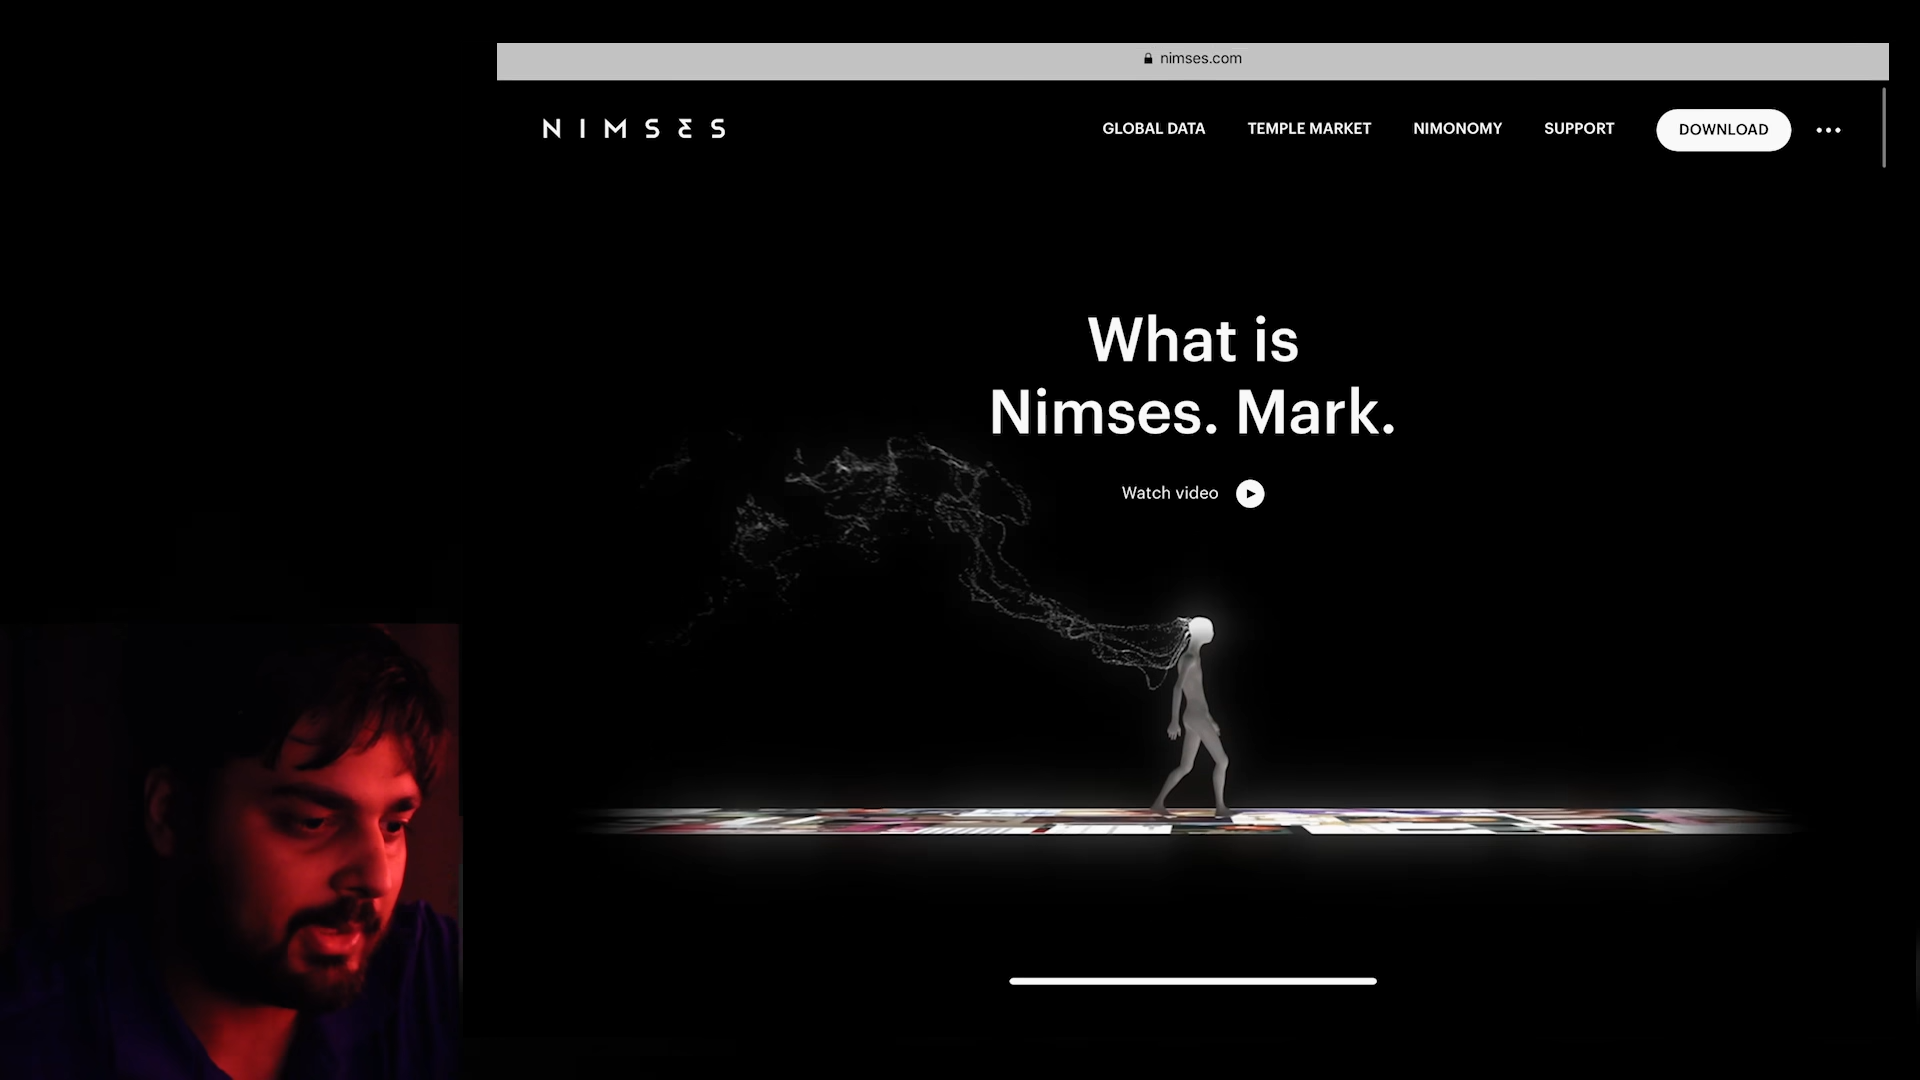 nimses.com
NIMSES
GLOBAL DATA
TEMPLE MARKET
NIMONOMY
SUPPORT
DOWNLOAD
What is
Nimses. Mark.
Watch video